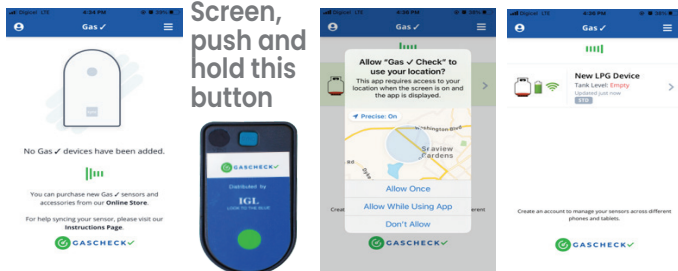 Digicel LTE 4:34 PM 29%
Gas ✓
No Gas ✓ devices have been added.
You can purchase new Gas ✓ sensors and
accessories from our Online Store.
For help syncing your sensor, please visit our
Instructions Page.
GASCHECK✓
Screen,
push and
hold this
button
GASCHECK✓
Distributed by
IGL
Digicel LTE
Gas ✓
Allow "Gas ✓ Check" to
use your location?
This app requires access to your
location when the screen is on and
the app is displayed.
Precise: On
Washington Blvd
Seaview
Gardens
Allow Once
Allow While Using App
Don't Allow
GASCHECK✓
Digicel LTE
Gas ✓
New LPG Device
Tank Level: Empty
Updated just now
STD
Create an account to manage your sensors across different
phones and tablets.
GASCHECK✓